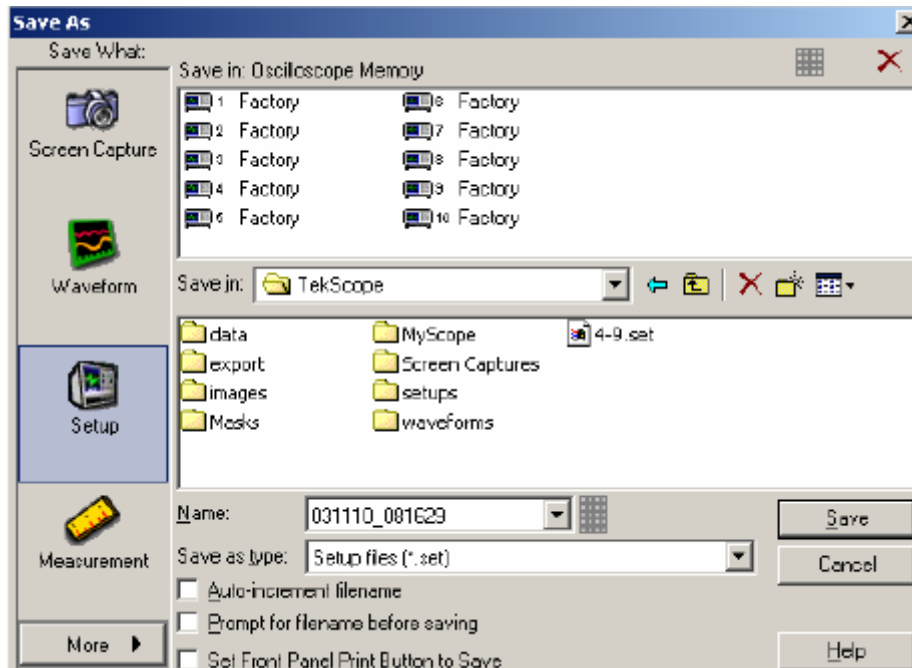 Save As
Save What:
Screen Capture
Waveform
Setup
Measurement
More
Save in: Oscilloscope Memory
1 Factory
2 Factory
3 Factory
4 Factory
5 Factory
6 Factory
7 Factory
8 Factory
9 Factory
10 Factory
Save in: TekScope
data
export
images
Masks
MyScope
Screen Captures
setups
waveforms
4-9.set
Name: 031110_081629
Save as type: Setup files (*.set)
Auto-increment filename
Prompt for filename before saving
Set Front Panel Print Button to Save
Save
Cancel
Help